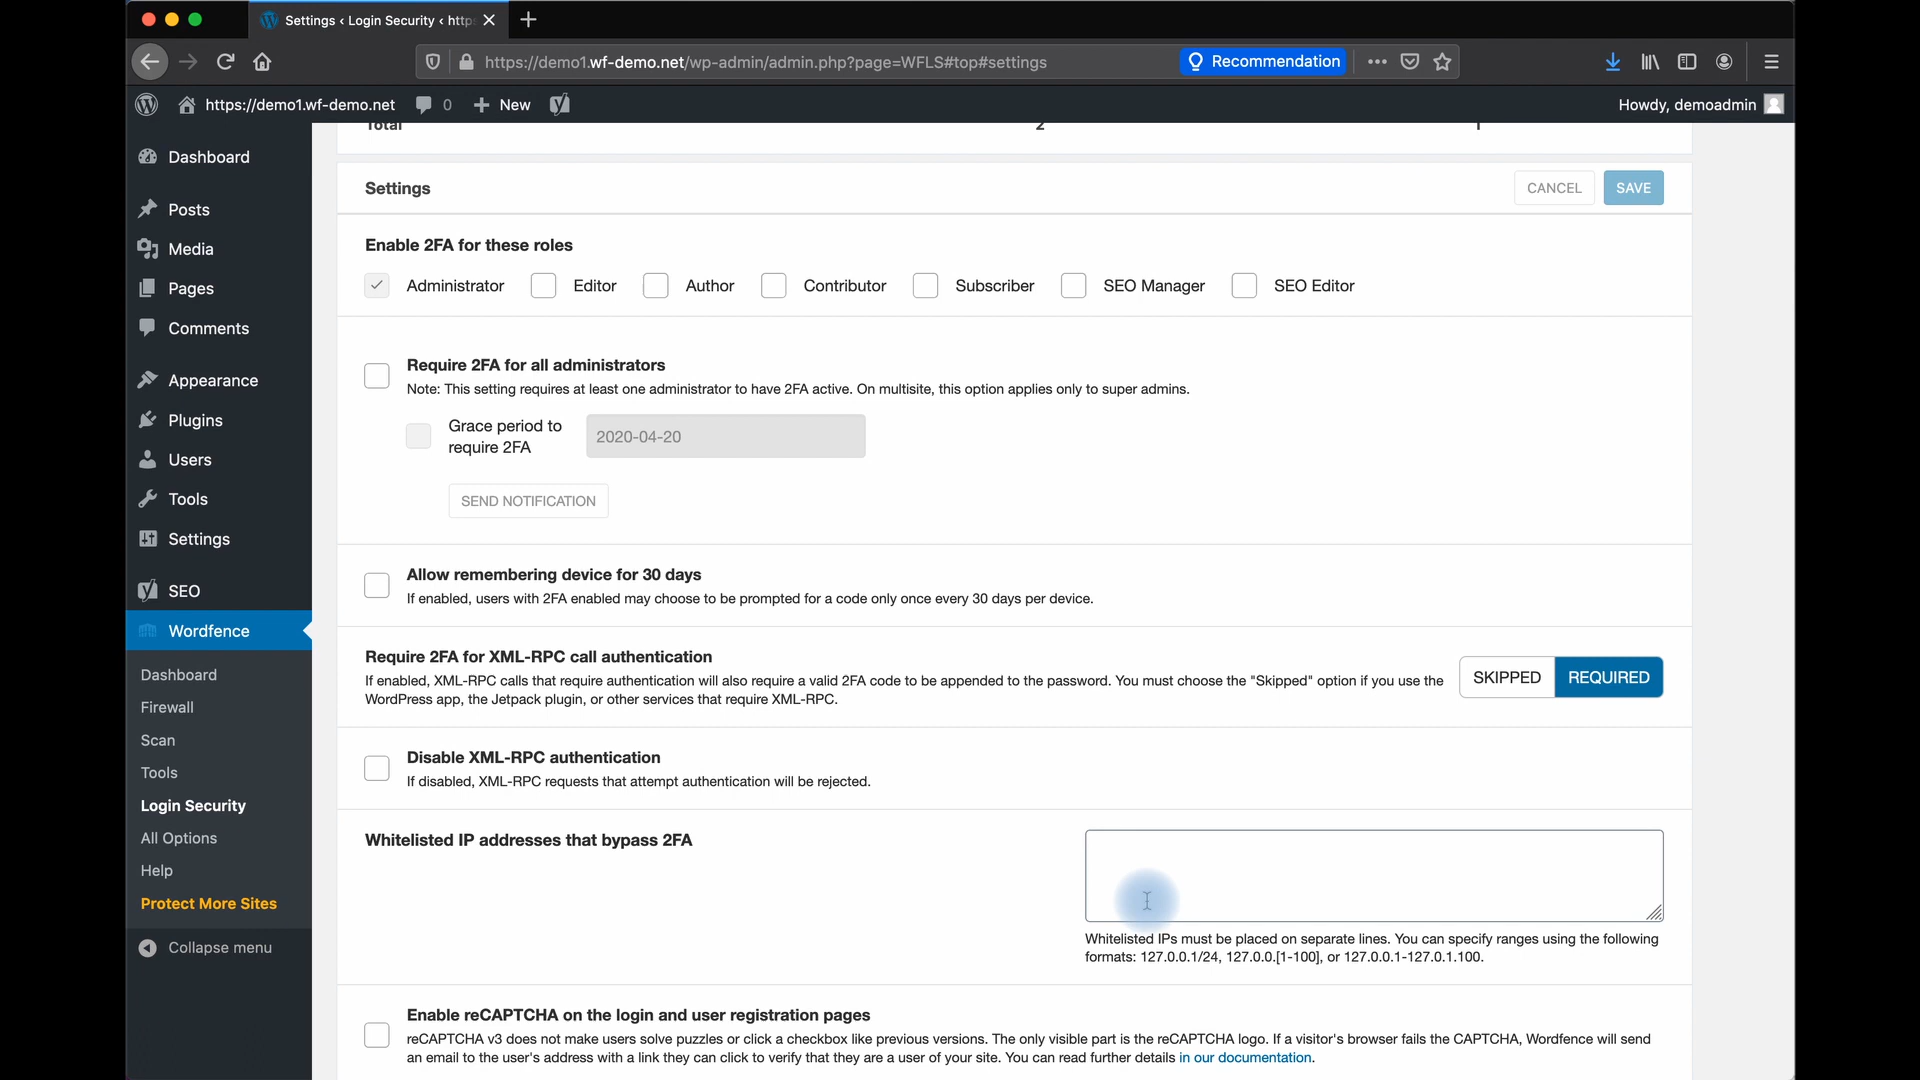 Settings ‹ Login Security ‹ http
https://demo1.wf-demo.net/wp-admin/admin.php?page=WFLS#top#settings
Recommendation
https://demo1.wf-demo.net
0
New
Howdy, demoadmin
Dashboard
Posts
Media
Pages
Comments
Appearance
Plugins
Users
Tools
Settings
SEO
Wordfence
Dashboard
Firewall
Scan
Tools
Login Security
All Options
Help
Protect More Sites
Collapse menu
Total 2 1
Settings
CANCEL
SAVE
Enable 2FA for these roles
Administrator Editor Author Contributor Subscriber SEO Manager SEO Editor
Require 2FA for all administrators
Note: This setting requires at least one administrator to have 2FA active. On multisite, this option applies only to super admins.
Grace period to
require 2FA
2020-04-20
SEND NOTIFICATION
Allow remembering device for 30 days
If enabled, users with 2FA enabled may choose to be prompted for a code only once every 30 days per device.
Require 2FA for XML-RPC call authentication
If enabled, XML-RPC calls that require authentication will also require a valid 2FA code to be appended to the password. You must choose the "Skipped" option if you use the
WordPress app, the Jetpack plugin, or other services that require XML-RPC.
SKIPPED
REQUIRED
Disable XML-RPC authentication
If disabled, XML-RPC requests that attempt authentication will be rejected.
Whitelisted IP addresses that bypass 2FA
Whitelisted IPs must be placed on separate lines. You can specify ranges using the following
formats: 127.0.0.1/24, 127.0.0.[1-100], or 127.0.0.1-127.0.1.100.
Enable reCAPTCHA on the login and user registration pages
reCAPTCHA v3 does not make users solve puzzles or click a checkbox like previous versions. The only visible part is the reCAPTCHA logo. If a visitor's browser fails the CAPTCHA, Wordfence will send
an email to the user's address with a link they can click to verify that they are a user of your site. You can read further details in our documentation.